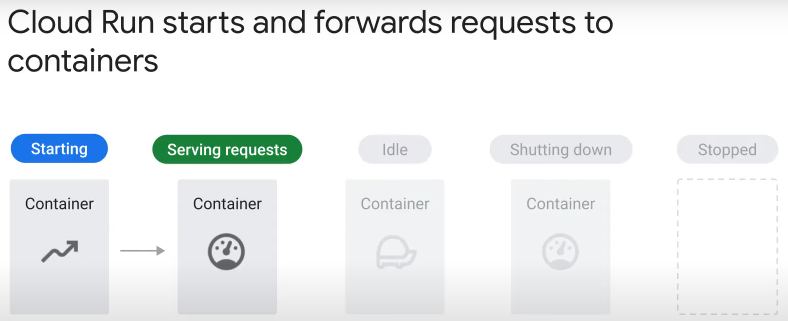 Cloud Run starts and forwards requests to
containers
Starting
Serving requests
Idle
Shutting down
Stopped
Container
Container
Container
Container